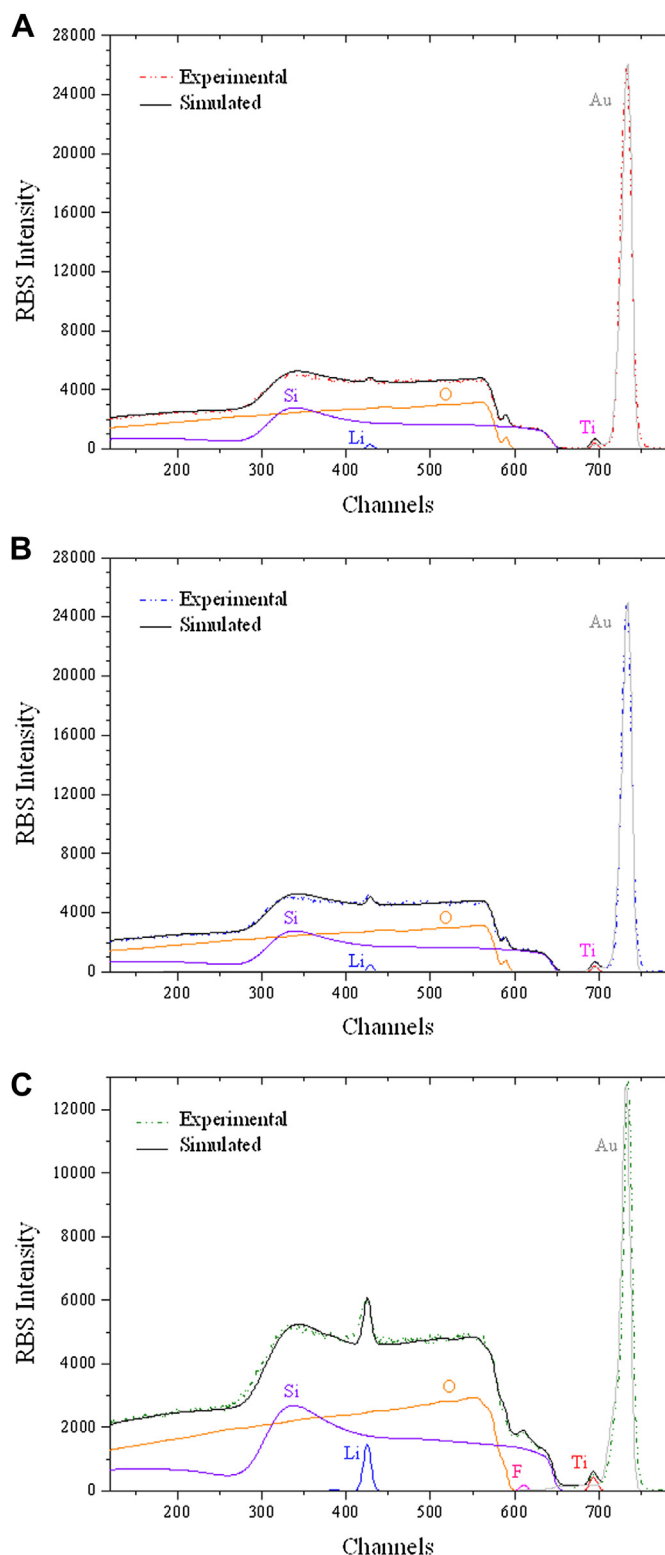 A
28000
24000
20000
16000
12000
8000
4000
0
RBS Intensity
Experimental
Simulated
Au
Si
O
Li
Ti
200 300 400 500 600 700
Channels
B
28000
24000
20000
16000
12000
8000
4000
0
RBS Intensity
Experimental
Simulated
Au
Si
O
Li
Ti
200 300 400 500 600 700
Channels
C
12000
10000
8000
6000
4000
2000
0
RBS Intensity
Experimental
Simulated
Au
Si
O
Li
F
Ti
200 300 400 500 600 700
Channels